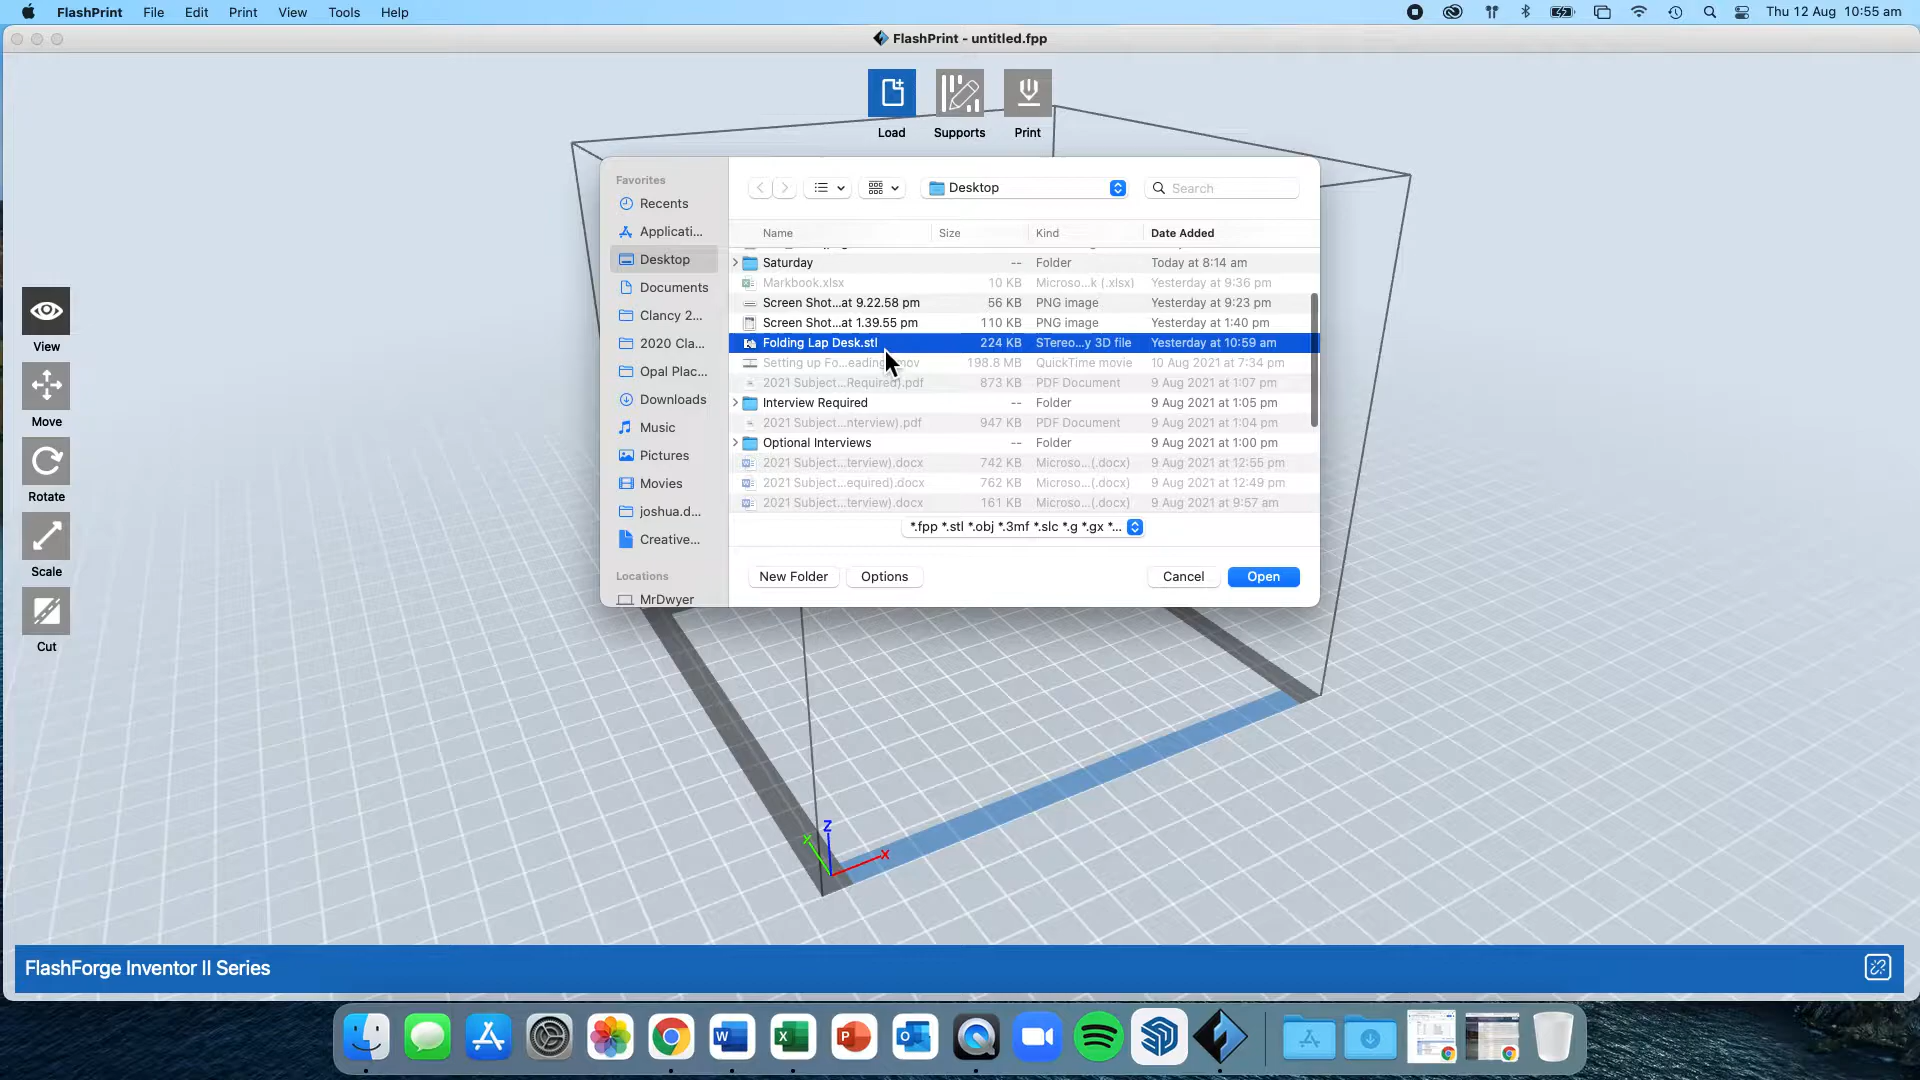 FlashPrint File Edit Print View Tools Help Thu 12 Aug 10:55 am
FlashPrint - untitled.fpp
Load Supports Print
View
Move
Rotate
Scale
Cut
Favorites
Recents
Applicati...
Desktop
Documents
Clancy 2...
2020 Cla...
Opal Plac...
Downloads
Music
Pictures
Movies
joshua.d...
Creative...
Locations
MrDwyer
Desktop Search
Name Size Kind Date Added
Saturday -- Folder Today at 8:14 am
Markbook.xlsx 10 KB Microso...k (.xlsx) Yesterday at 9:36 pm
Screen Shot...at 9.22.58 pm 56 KB PNG image Yesterday at 9:23 pm
Screen Shot...at 1.39.55 pm 110 KB PNG image Yesterday at 1:40 pm
Folding Lap Desk.stl 224 KB STereo...y 3D file Yesterday at 10:59 am
Setting up Fo...eading.mov 198.8 MB QuickTime movie 10 Aug 2021 at 7:34 pm
2021 Subject...Required).pdf 873 KB PDF Document 9 Aug 2021 at 1:07 pm
Interview Required -- Folder 9 Aug 2021 at 1:05 pm
2021 Subject...nterview).pdf 947 KB PDF Document 9 Aug 2021 at 1:04 pm
Optional Interviews -- Folder 9 Aug 2021 at 1:00 pm
2021 Subject...terview).docx 742 KB Microso...(.docx) 9 Aug 2021 at 12:55 pm
2021 Subject...equired).docx 762 KB Microso...(.docx) 9 Aug 2021 at 12:49 pm
2021 Subject...terview).docx 161 KB Microso...(.docx) 9 Aug 2021 at 9:57 am
*.fpp *.stl *.obj *.3mf *.slc *.g *.gx *...
New Folder Options Cancel Open
Z
Y
X
FlashForge Inventor II Series